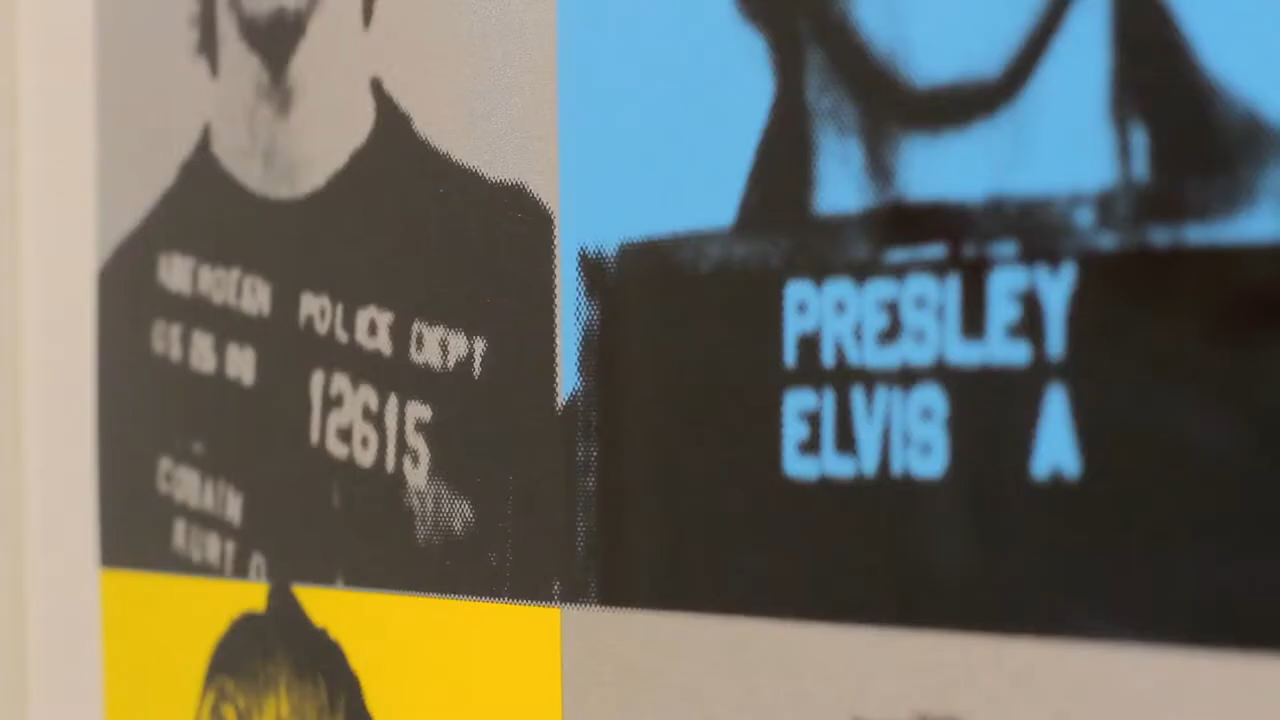 ABERDEEN POLICE DEPT
12615
COBAIN
KURT D
PRESLEY
ELVIS A